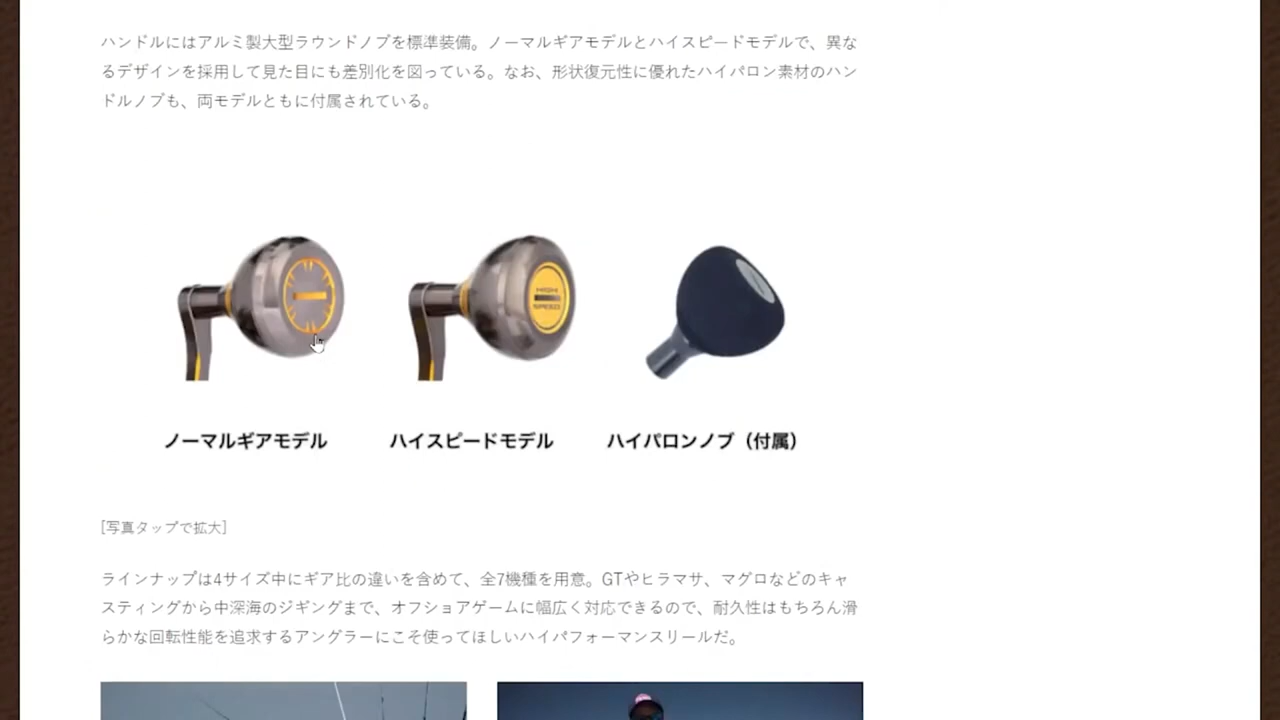 ハンドルにはアルミ製大型ラウンドノブを標準装備。ノーマルギアモデルとハイスピードモデルで、異な
るデザインを採用して見た目にも差別化を図っている。なお、形状復元性に優れたハイパロン素材のハン
ドルノブも、両モデルともに付属されている。
HIGH
SPEED
ノーマルギアモデル
ハイスピードモデル
ハイパロンノブ（付属）
[写真タップで拡大]
ラインナップは4サイズ中にギア比の違いを含めて、全7機種を用意。GTやヒラマサ、マグロなどのキャ
スティングから中深海のジギングまで、オフショアゲームに幅広く対応できるので、耐久性はもちろん滑
らかな回転性能を追求するアングラーにこそ使ってほしいハイパフォーマンスリールだ。